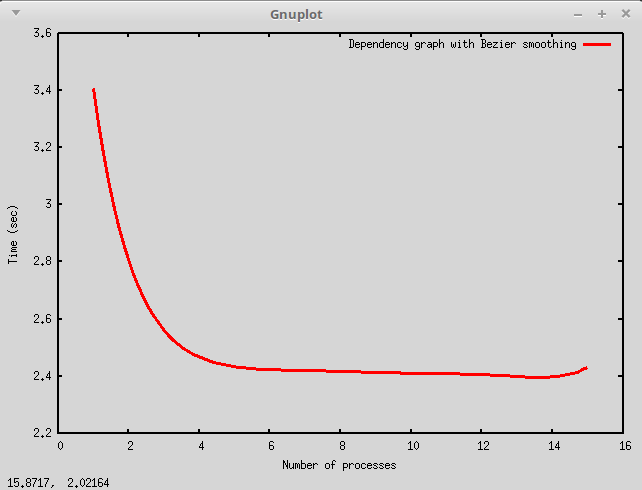 Gnuplot
Dependency graph with Bezier smoothing
3.6
3.4
3.2
3
2.8
2.6
2.4
2.2
Time (sec)
0 2 4 6 8 10 12 14 16
Number of processes
15.8717, 2.02164